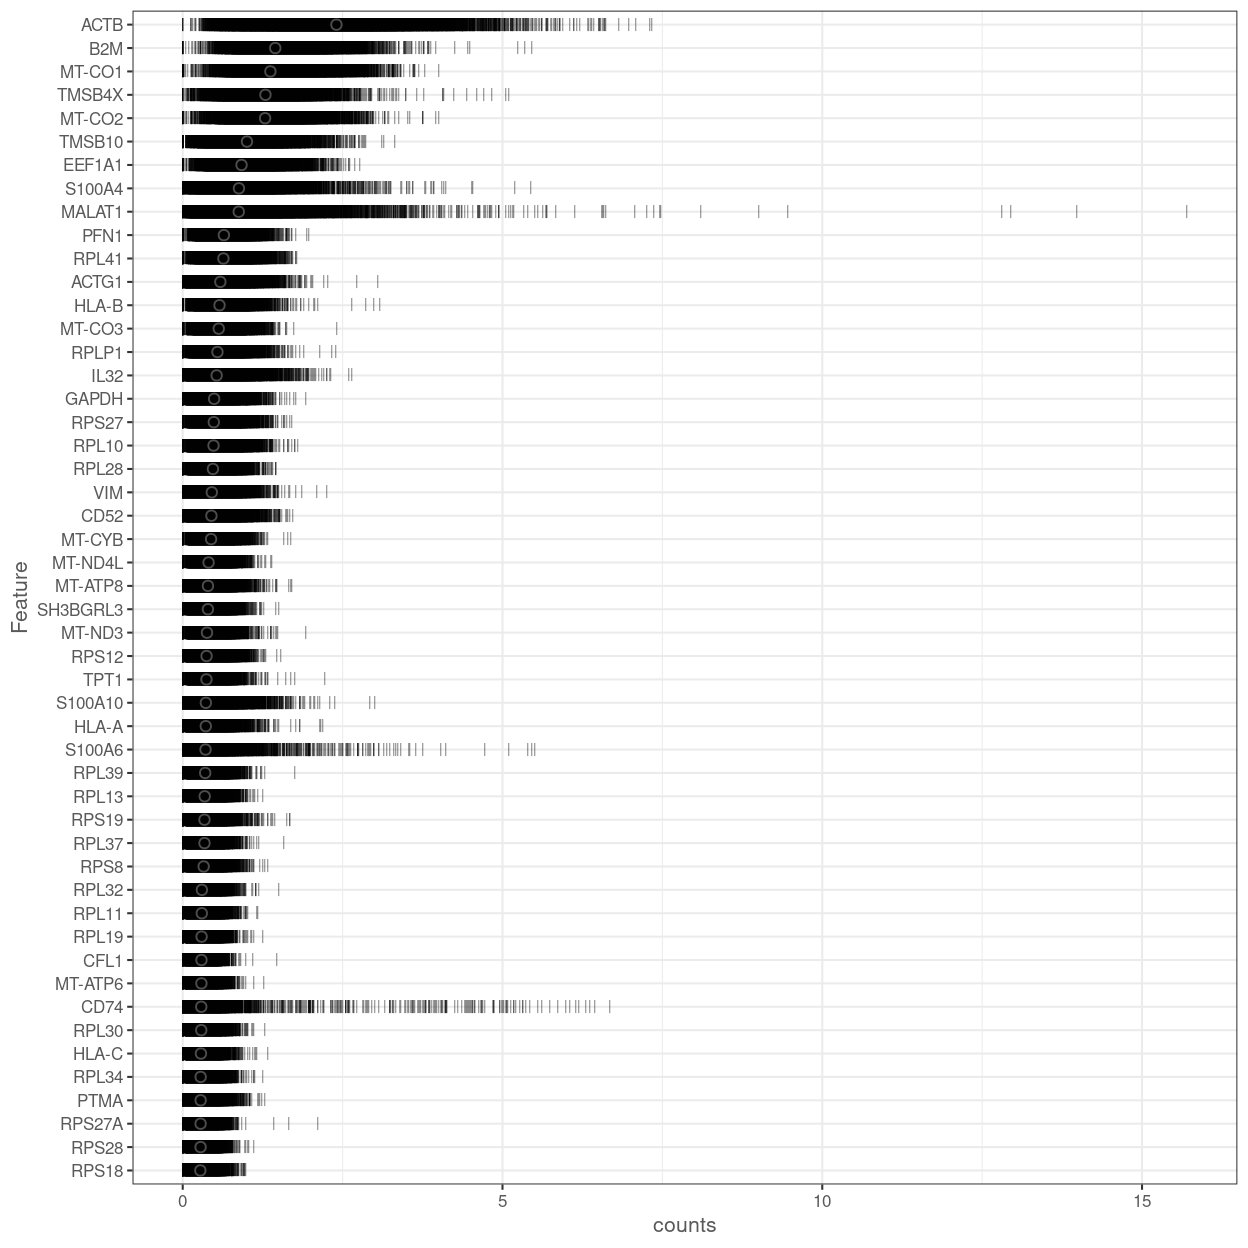 ACTB
B2M
MT-CO1
TMSB4X
MT-CO2
TMSB10
EEF1A1
S100A4
MALAT1
PFN1
RPL41
ACTG1
HLA-B
MT-CO3
RPLP1
IL32
GAPDH
RPS27
RPL10
RPL28
VIM
CD52
MT-CYB
MT-ND4L
MT-ATP8
SH3BGRL3
MT-ND3
RPS12
TPT1
S100A10
HLA-A
S100A6
RPL39
RPL13
RPS19
RPL37
RPS8
RPL32
RPL11
RPL19
CFL1
MT-ATP6
CD74
RPL30
HLA-C
RPL34
PTMA
RPS27A
RPS28
RPS18
Feature
0 5 10 15
counts